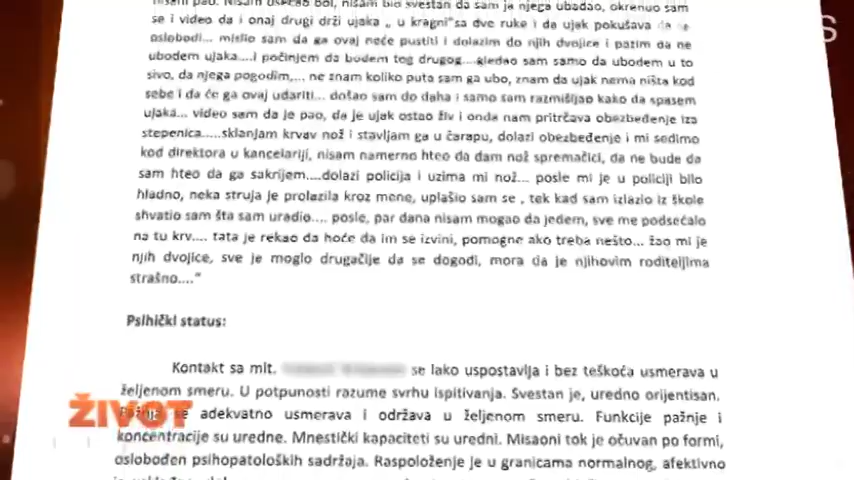 nisam pao. Nisam osećao bol, nisam bio svestan da sam ja njega ubadao, okrenuo sam
se i video da i onaj drugi drži ujaka „ u kragni“sa dve ruke i da ujak pokušava da se
oslobodi... mislio sam da ga ovaj neće pustiti i dolazim do njih dvojice i pazim da ne
ubodem ujaka....i počinjem da bodem tog drugog....gledao sam samo da ubodem u to
sivo, da njega pogodim,... ne znam koliko puta sam ga ubo, znam da ujak nema ništa kod
sebe i da će ga ovaj udariti... došao sam do daha i samo sam razmišljao kako da spasem
ujaka... video sam da je pao, da je ujak ostao živ i onda nam pritrčava obezbeđenje iza
stepenica.....sklanjam krvav nož i stavljam ga u čarapu, dolazi obezbeđenje i mi sedimo
kod direktora u kancelariji, nisam namerno hteo da dam nož spremačici, da ne bude da
sam hteo da ga sakrijem....dolazi policija i uzima mi nož... posle mi je u policiji bilo
hladno, neka struja je prolazila kroz mene, uplašio sam se , tek kad sam izlazio iz škole
shvatio sam šta sam uradio.... posle, par dana nisam mogao da jedem, sve me podsećalo
na tu krv.... tata je rekao da hoće da im se izvini, pomogne ako treba nešto... žao mi je
njih dvojice, sve je moglo drugačije da se dogodi, mora da je njihovim roditeljima
strašno....“
Psihički status:
Kontakt sa mlt. se lako uspostavlja i bez teškoća usmerava u
željenom smeru. U potpunosti razume svrhu ispitivanja. Svestan je, uredno orijentisan.
ŽIVOT
Pažnja se adekvatno usmerava i održava u željenom smeru. Funkcije pažnje i
koncentracije su uredne. Mnestički kapaciteti su uredni. Misaoni tok je očuvan po formi,
oslobođen psihopatoloških sadržaja. Raspoloženje je u granicama normalnog, afektivno
S